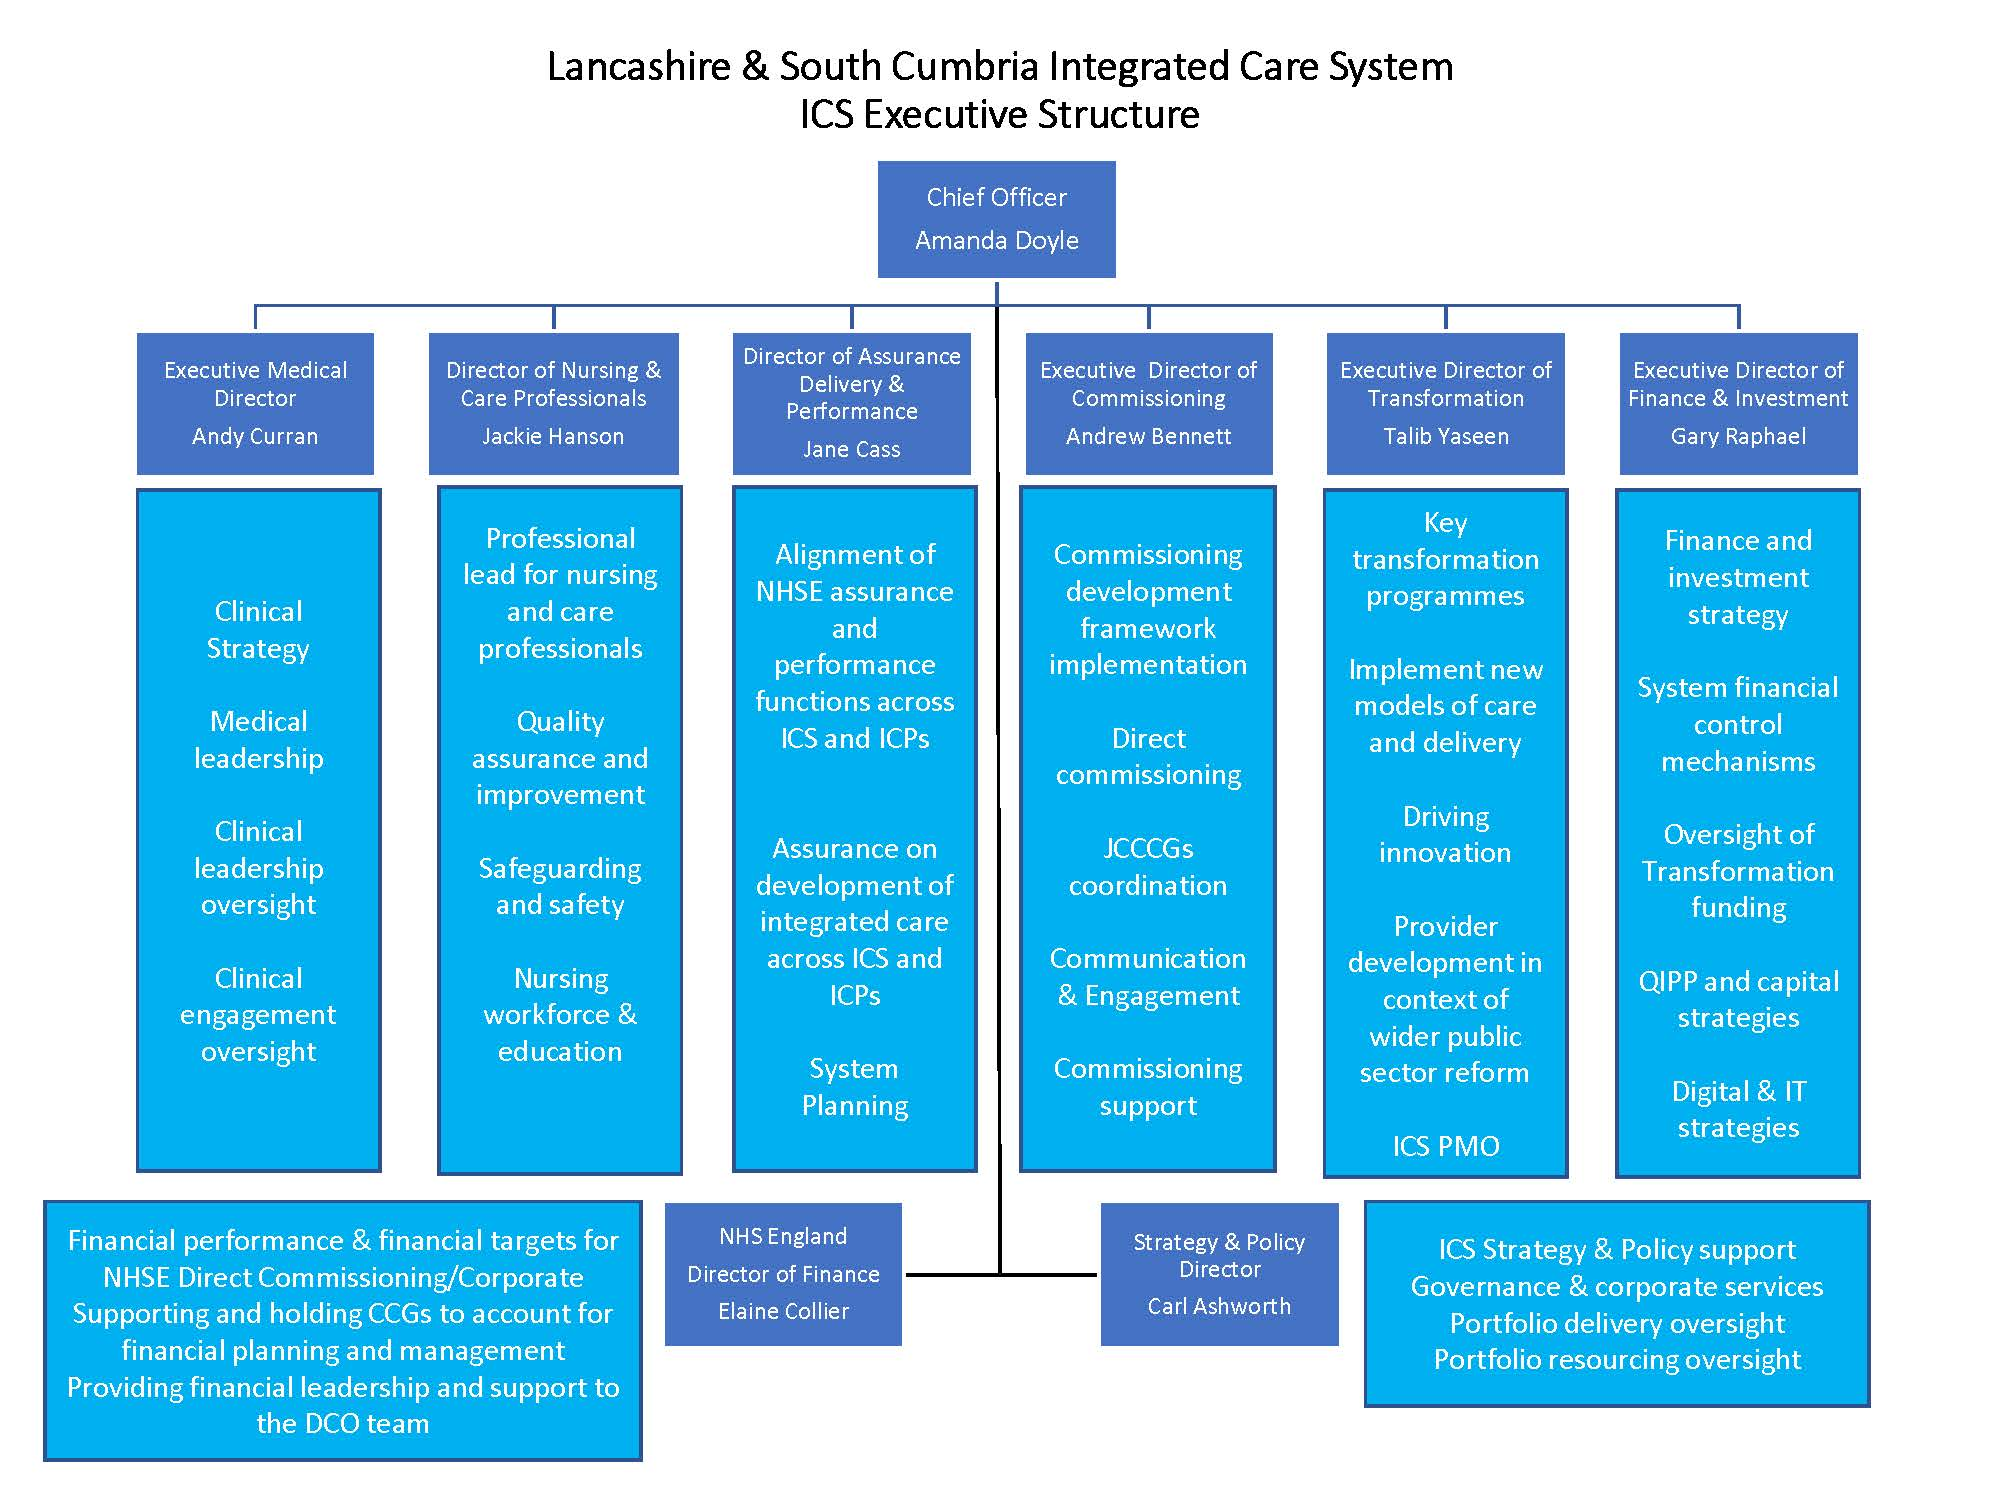 Lancashire & South Cumbria Integrated Care System
ICS Executive Structure
Chief Officer
Amanda Doyle
Executive Medical
Director
Andy Curran
Director of Nursing &
Care Professionals
Jackie Hanson
Director of Assurance
Delivery &
Performance
Jane Cass
Executive Director of
Commissioning
Andrew Bennett
Executive Director of
Transformation
Talib Yaseen
Executive Director of
Finance & Investment
Gary Raphael
Clinical
Strategy
Medical
leadership
Clinical
leadership
oversight
Clinical
engagement
oversight
Professional
lead for nursing
and care
professionals
Quality
assurance and
improvement
Safeguarding
and safety
Nursing
workforce &
education
Alignment of
NHSE assurance
and
performance
functions across
ICS and ICPs
Assurance on
development of
integrated care
across ICS and
ICPs
System
Planning
Commissioning
development
framework
implementation
Direct
commissioning
JCCCGs
coordination
Communication
& Engagement
Commissioning
support
Key
transformation
programmes
Implement new
models of care
and delivery
Driving
innovation
Provider
development in
context of
wider public
sector reform
ICS PMO
Finance and
investment
strategy
System financial
control
mechanisms
Oversight of
Transformation
funding
QIPP and capital
strategies
Digital & IT
strategies
Financial performance & financial targets for
NHSE Direct Commissioning/Corporate
Supporting and holding CCGs to account for
financial planning and management
Providing financial leadership and support to
the DCO team
NHS England
Director of Finance
Elaine Collier
Strategy & Policy
Director
Carl Ashworth
ICS Strategy & Policy support
Governance & corporate services
Portfolio delivery oversight
Portfolio resourcing oversight